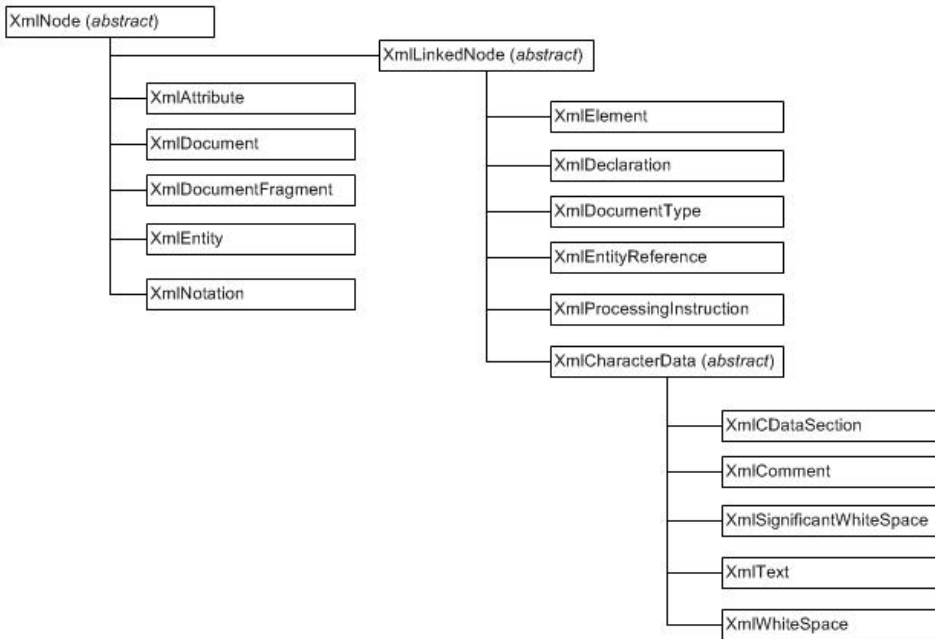 XmlNode (abstract)
XmlLinkedNode (abstract)
XmlAttribute
XmlDocument
XmlDocumentFragment
XmlEntity
XmlNotation
XmlElement
XmlDeclaration
XmlDocumentType
XmlEntityReference
XmlProcessingInstruction
XmlCharacterData (abstract)
XmlCDataSection
XmlComment
XmlSignificantWhiteSpace
XmlText
XmlWhiteSpace